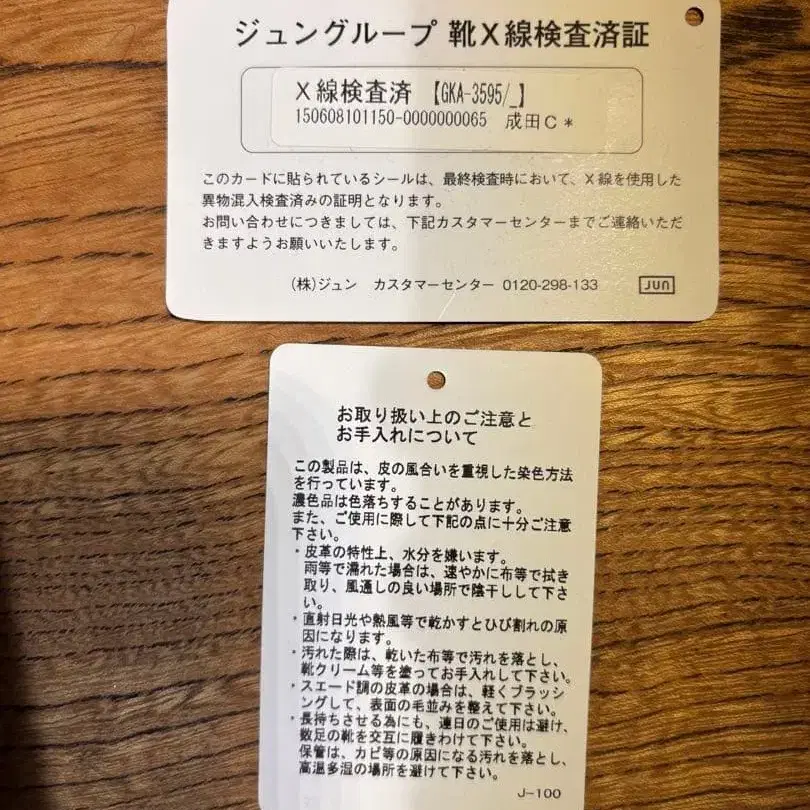 ジュングループ 靴X線検査済証
X線検査済 【GKA-3595/_】
150608101150-0000000065 成田C*
このカードに貼られているシールは、最終検査時において、X線を使用した
異物混入検査済みの証明となります。
お問い合わせにつきましては、下記カスタマーセンターまでご連絡いただ
きますようお願いいたします。
(株)ジュン カスタマーセンター 0120-298-133 JUN
お取り扱い上のご注意と
お手入れについて
この製品は、皮の風合いを重視した染色方法
を行っています。
濃色品は色落ちすることがあります。
また、ご使用に際して下記の点に十分ご注意
下さい。
・皮革の特性上、水分を嫌います。
雨等で濡れた場合は、速やかに布等で拭き
取り、風通しの良い場所で陰干しして下さ
い。
・直射日光や熱風等で乾かすとひび割れの原
因になります。
・汚れた際は、乾いた布等で汚れを落とし、
靴クリーム等を塗ってお手入れして下さい。
・スエード調の皮革の場合は、軽くブラッシ
ングして、表面の毛並みを整えて下さい。
・長持ちさせる為にも、連日のご使用は避け、
数足の靴を交互に履きわけて下さい。
保管は、カビ等の原因になる汚れを落とし、
高温多湿の場所を避けて下さい。
J-100